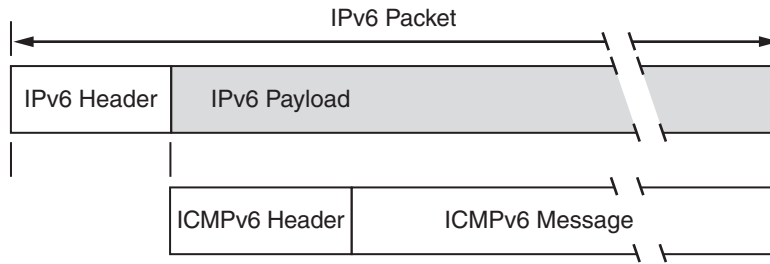 IPv6 Packet
IPv6 Header
IPv6 Payload
ICMPv6 Header
ICMPv6 Message